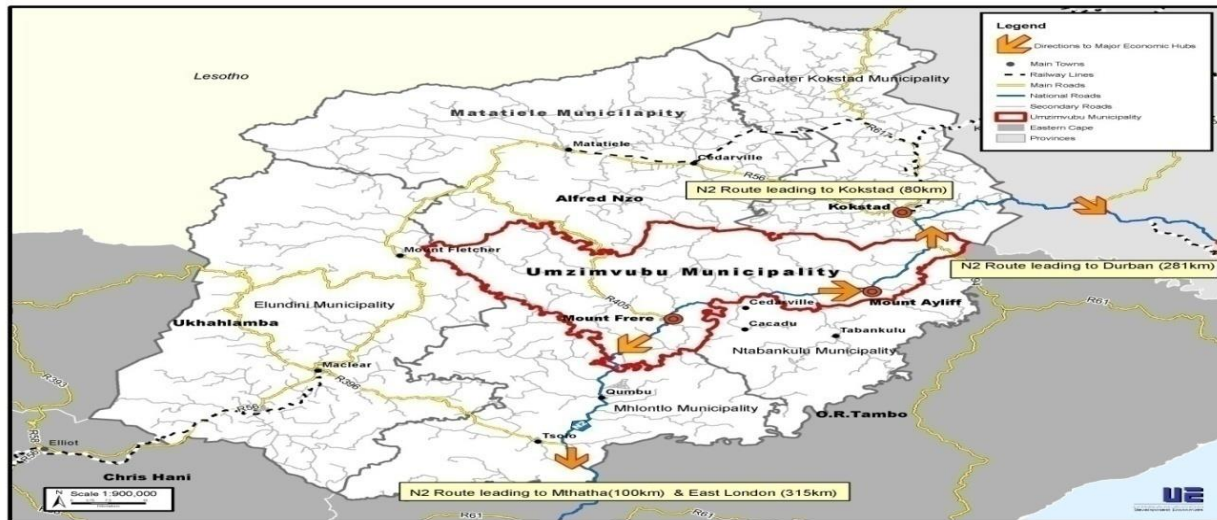 Legend
Directions to Major Economic Hubs
Main Towns
Railway Lines
Main Roads
National Roads
Secondary Roads
Umzimvubu Municipality
Eastern Cape
Provinces
Lesotho
Greater Kokstad Municipality
Matatiele Municilapity
R617
Matatiele
Cedarville
R56
N2 Route leading to Kokstad (80km)
Alfred Nzo
Kokstad
Mount Fletcher
N2 Route leading to Durban (281km)
Umzimvubu Municipality
Elundini Municipality
R405
Mount Ayliff
Cedarville
R61
Ukhahlamba
Mount Frere
Cacadu
Tabankulu
Ntabankulu Municipality
Maclear
R393
R396
Qumbu
Mhlontlo Municipality
O.R.Tambo
R56
R58
Elliot
Tsolo
Chris Hani
N
Scale 1:900,000
N2 Route leading to Mthatha(100km) & East London (315km)
R61
R61
UE